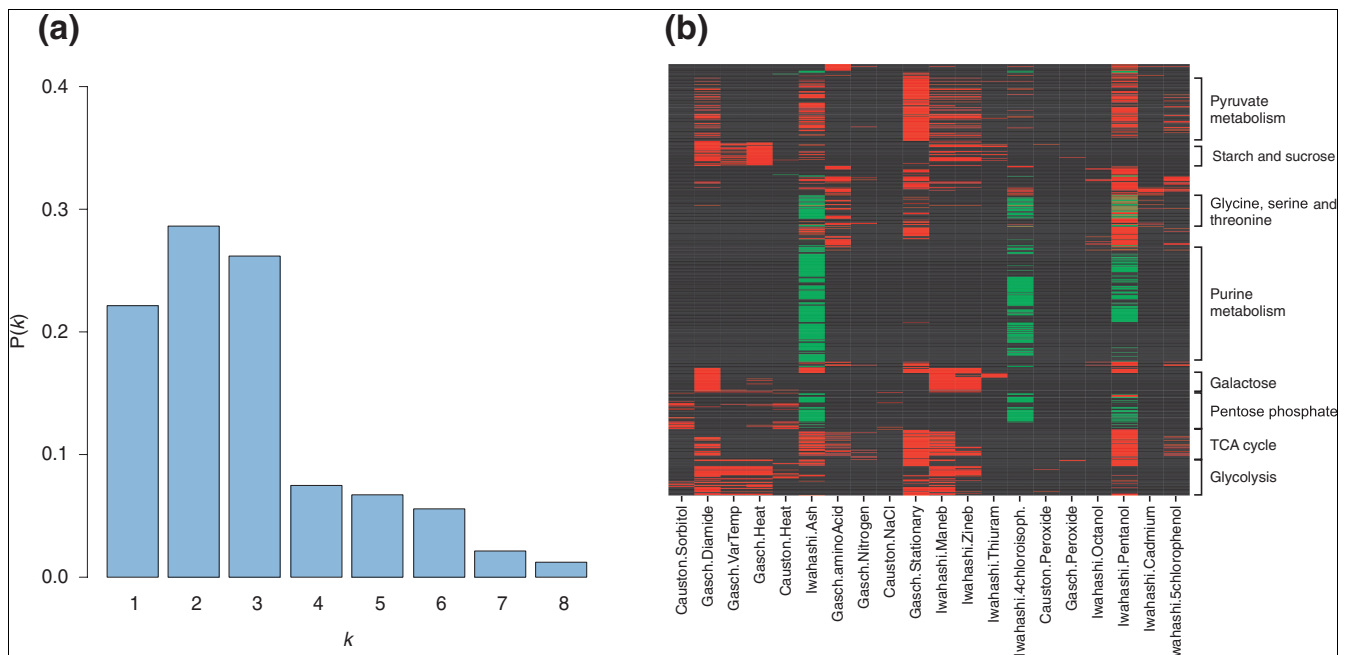 (a)
0.4
0.3
0.2
0.1
0.0
P(k)
1 2 3 4 5 6 7 8
k
(b)
Pyruvate
metabolism
Starch and sucrose
Glycine, serine and
threonine
Purine
metabolism
Galactose
Pentose phosphate
TCA cycle
Glycolysis
Causton.Sorbitol
Gasch.Diamide
Gasch.VarTemp
Gasch.Heat
Causton.Heat
Iwahashi.Ash
Gasch.aminoAcid
Gasch.Nitrogen
Causton.NaCl
Gasch.Stationary
Iwahashi.Maneb
Iwahashi.Zineb
Iwahashi.Thiuram
Iwahashi.4chloroisoph.
Causton.Peroxide
Gasch.Peroxide
Iwahashi.Octanol
Iwahashi.Pentanol
Iwahashi.Cadmium
Iwahashi.5chlorophenol